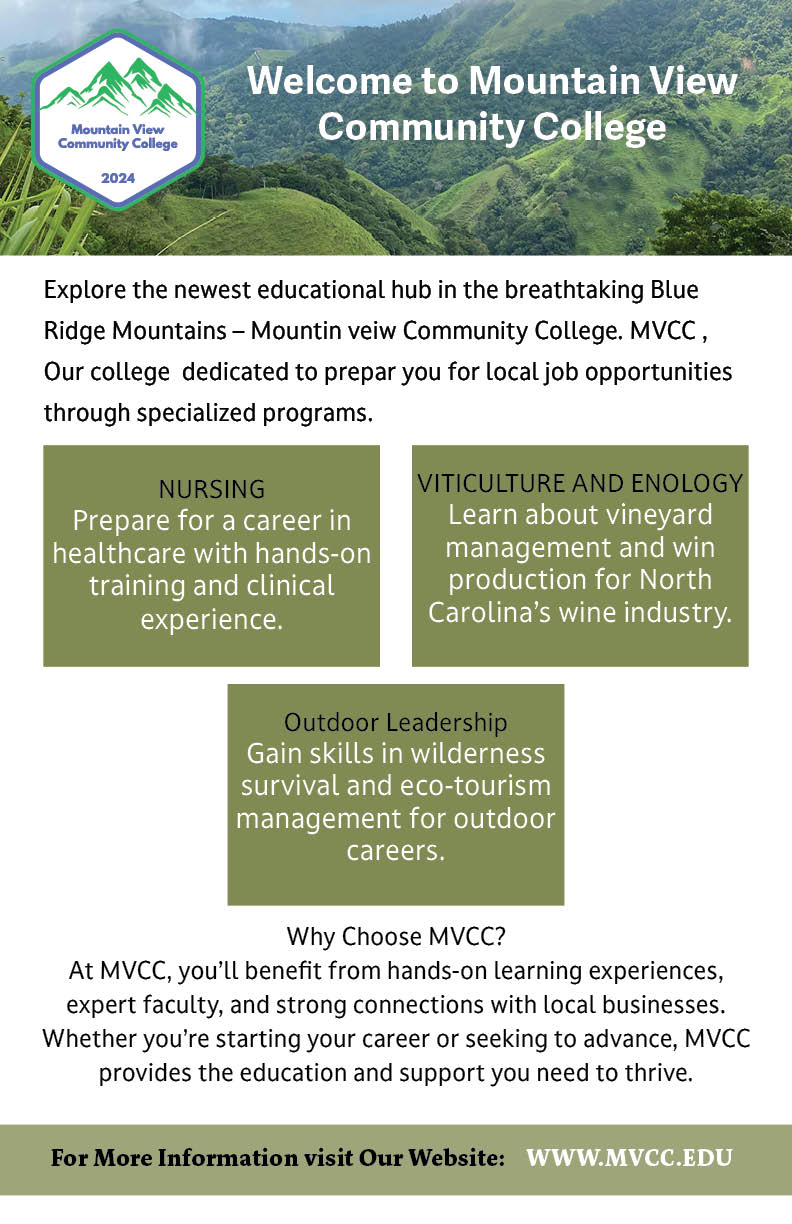 Mountain View
Community College
2024
Welcome to Mountain View
Community College
Explore the newest educational hub in the breathtaking Blue
Ridge Mountains – Mountin veiw Community College. MVCC ,
Our college  dedicated to prepar you for local job opportunities
through specialized programs.
NURSING
Prepare for a career in
healthcare with hands-on
training and clinical
experience.
VITICULTURE AND ENOLOGY
Learn about vineyard
management and win
production for North
Carolina’s wine industry.
Outdoor Leadership
Gain skills in wilderness
survival and eco-tourism
management for outdoor
careers.
Why Choose MVCC?
At MVCC, you’ll benefit from hands-on learning experiences,
expert faculty, and strong connections with local businesses.
Whether you’re starting your career or seeking to advance, MVCC
provides the education and support you need to thrive.
For More Information visit Our Website: WWW.MVCC.EDU